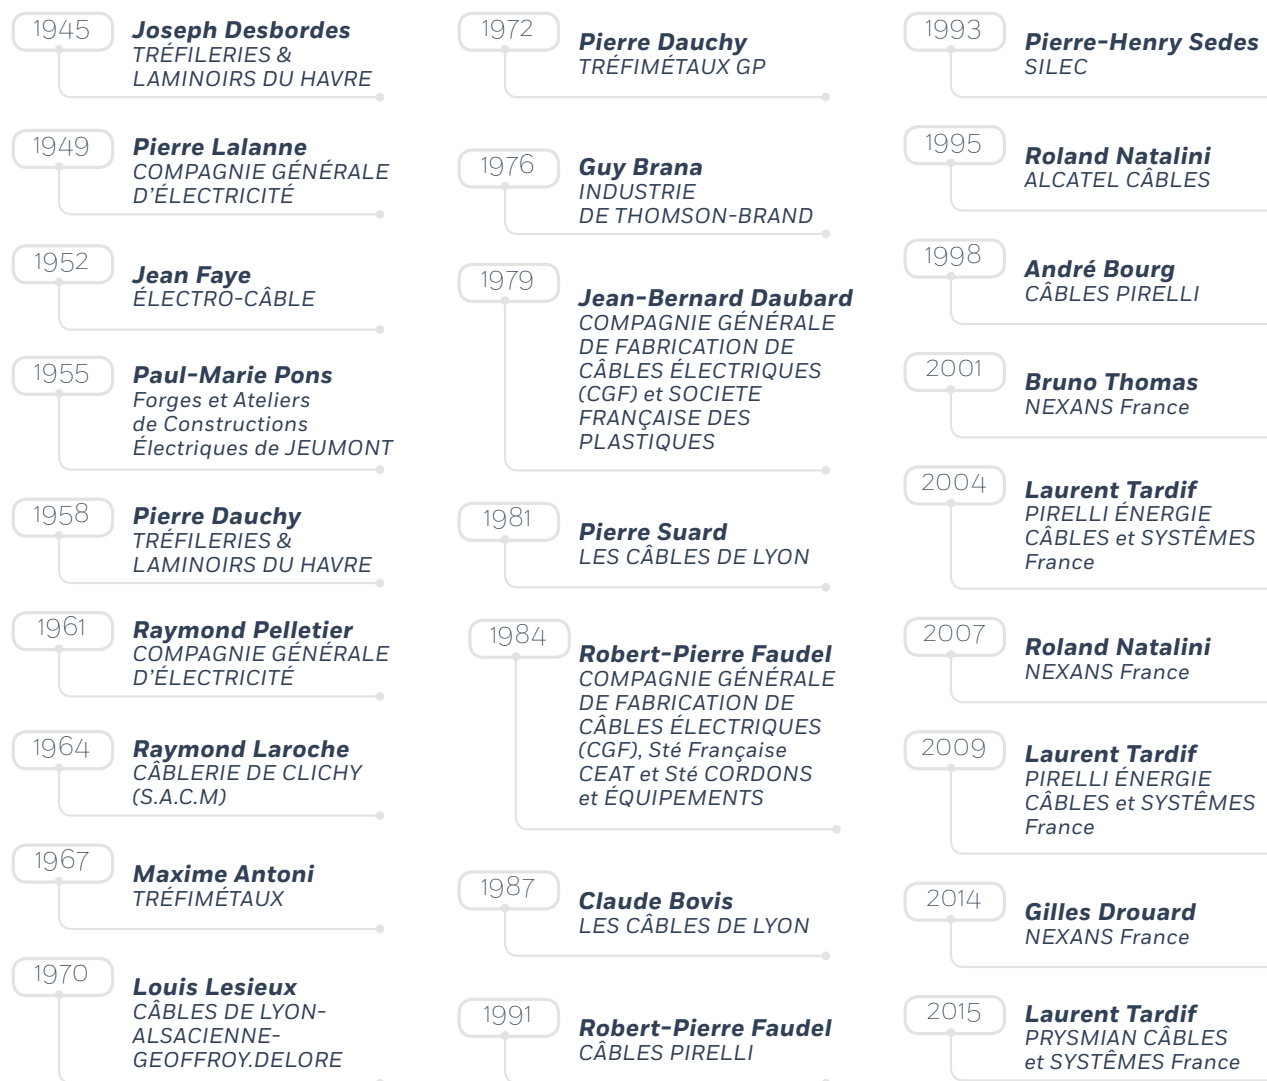 1945
Joseph Desbordes
TRÉFILERIES &
LAMINOIRS DU HAVRE
1949
Pierre Lalanne
COMPAGNIE GÉNÉRALE
D’ÉLECTRICITÉ
1952
Jean Faye
ÉLECTRO-CÂBLE
1955
Paul-Marie Pons
Forges et Ateliers
de Constructions
Électriques de JEUMONT
1958
Pierre Dauchy
TRÉFILERIES &
LAMINOIRS DU HAVRE
1961
Raymond Pelletier
COMPAGNIE GÉNÉRALE
D’ÉLECTRICITÉ
1964
Raymond Laroche
CÂBLERIE DE CLICHY
(S.A.C.M)
1967
Maxime Antoni
TRÉFIMÉTAUX
1970
Louis Lesieux
CÂBLES DE LYON-
ALSACIENNE-
GEOFFROY.DELORE
1972
Pierre Dauchy
TRÉFIMÉTAUX GP
1976
Guy Brana
INDUSTRIE
DE THOMSON-BRAND
1979
Jean-Bernard Daubard
COMPAGNIE GÉNÉRALE
DE FABRICATION DE
CÂBLES ÉLECTRIQUES
(CGF) et SOCIETE
FRANÇAISE DES
PLASTIQUES
1981
Pierre Suard
LES CÂBLES DE LYON
1984
Robert-Pierre Faudel
COMPAGNIE GÉNÉRALE
DE FABRICATION DE
CÂBLES ÉLECTRIQUES
(CGF), Sté Française
CEAT et Sté CORDONS
et ÉQUIPEMENTS
1987
Claude Bovis
LES CÂBLES DE LYON
1991
Robert-Pierre Faudel
CÂBLES PIRELLI
1993
Pierre-Henry Sedes
SILEC
1995
Roland Natalini
ALCATEL CÂBLES
1998
André Bourg
CÂBLES PIRELLI
2001
Bruno Thomas
NEXANS France
2004
Laurent Tardif
PIRELLI ÉNERGIE
CÂBLES et SYSTÊMES
France
2007
Roland Natalini
NEXANS France
2009
Laurent Tardif
PIRELLI ÉNERGIE
CÂBLES et SYSTÊMES
France
2014
Gilles Drouard
NEXANS France
2015
Laurent Tardif
PRYSMIAN CÂBLES
et SYSTÊMES France